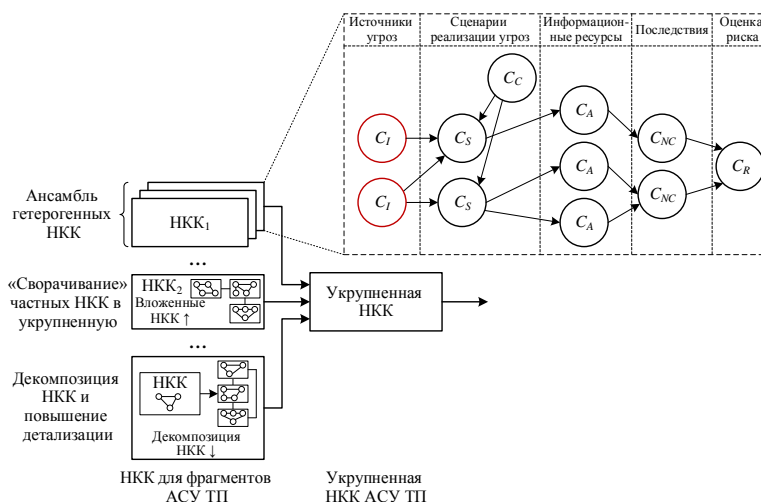 Источники
угроз
Сценарии
реализации угроз
Информацион-
ные ресурсы
Последствия
Оценка
риска
C_C
C_I
C_S
C_A
C_NC
C_R
C_I
C_S
C_A
C_NC
C_A
Ансамбль
гетерогенных
НКК
НКК₁
...
«Сворачивание»
частных НКК в
укрупненную
НКК₂
Вложенные
НКК ↑
Укрупненная
НКК
...
Декомпозиция
НКК и
повышение
детализации
НКК
Декомпозиция
НКК ↓
НКК для фрагментов
АСУ ТП
Укрупненная
НКК АСУ ТП